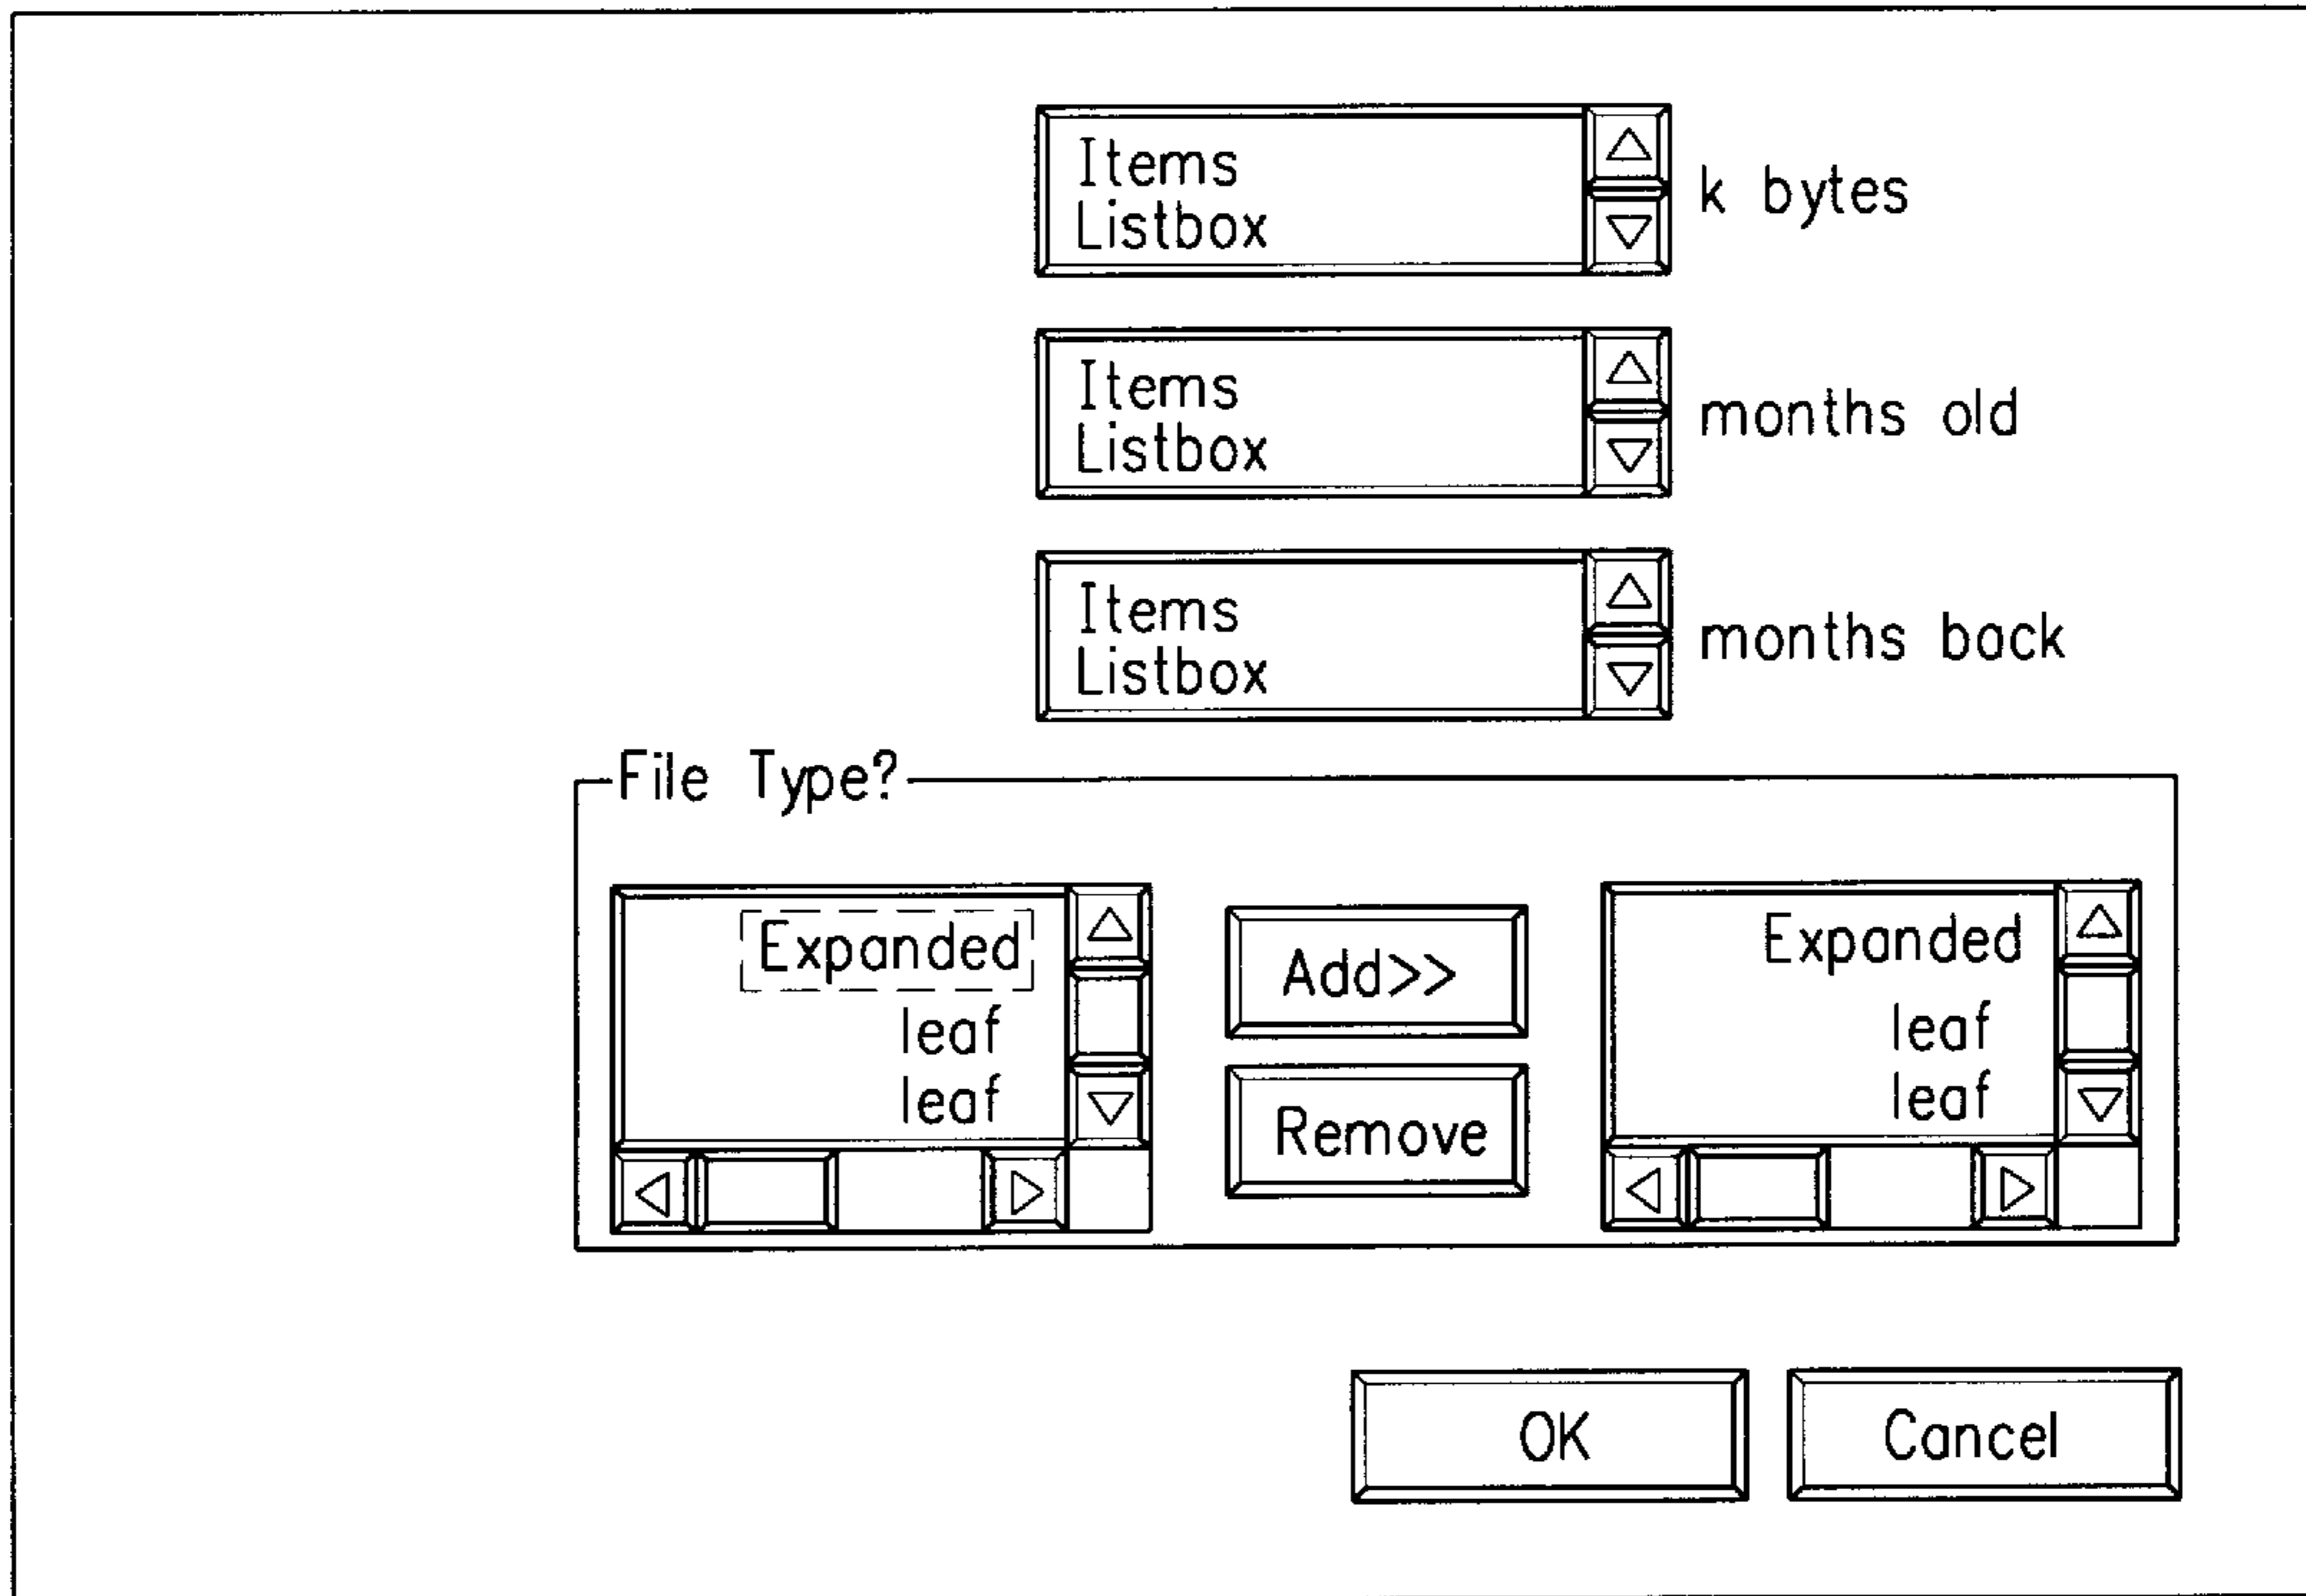 Items
Listbox
k bytes
Items
Listbox
months old
Items
Listbox
months back
File Type?
Expanded
leaf
leaf
Add>>
Remove
Expanded
leaf
leaf
OK
Cancel